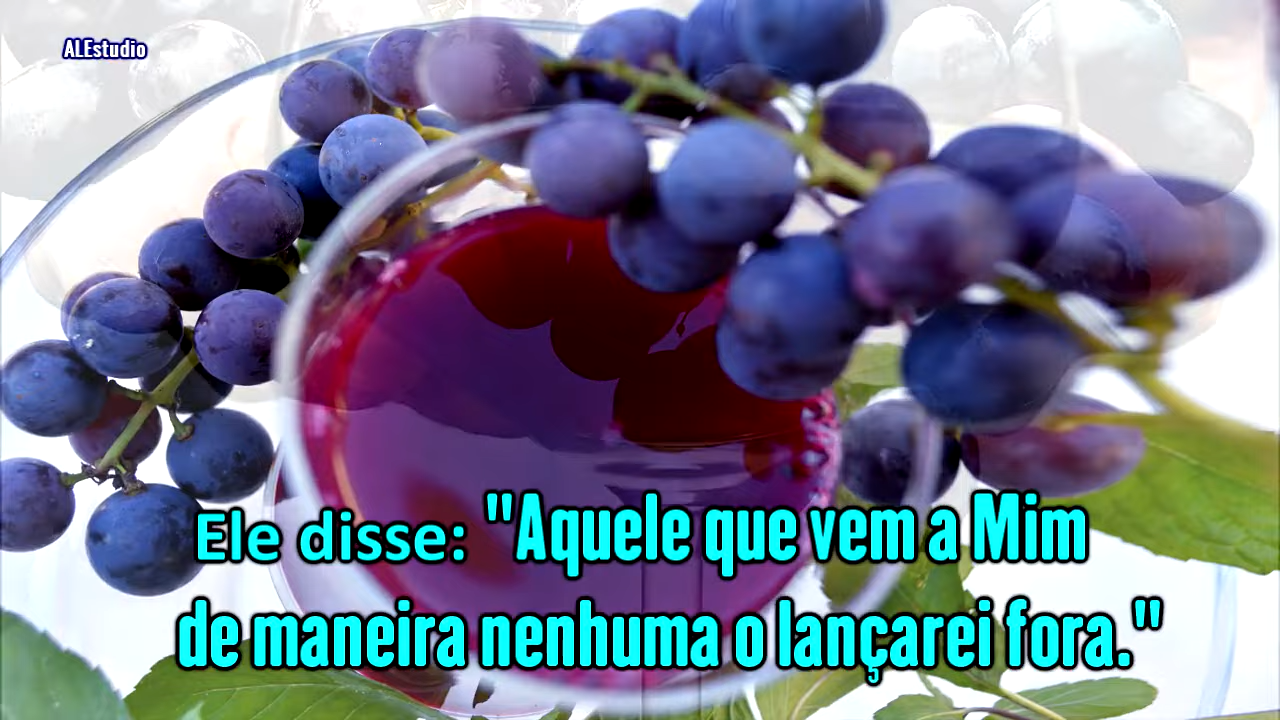 ALEstudio
Ele disse: "Aquele que vem a Mim
de maneira nenhuma o lançarei fora."